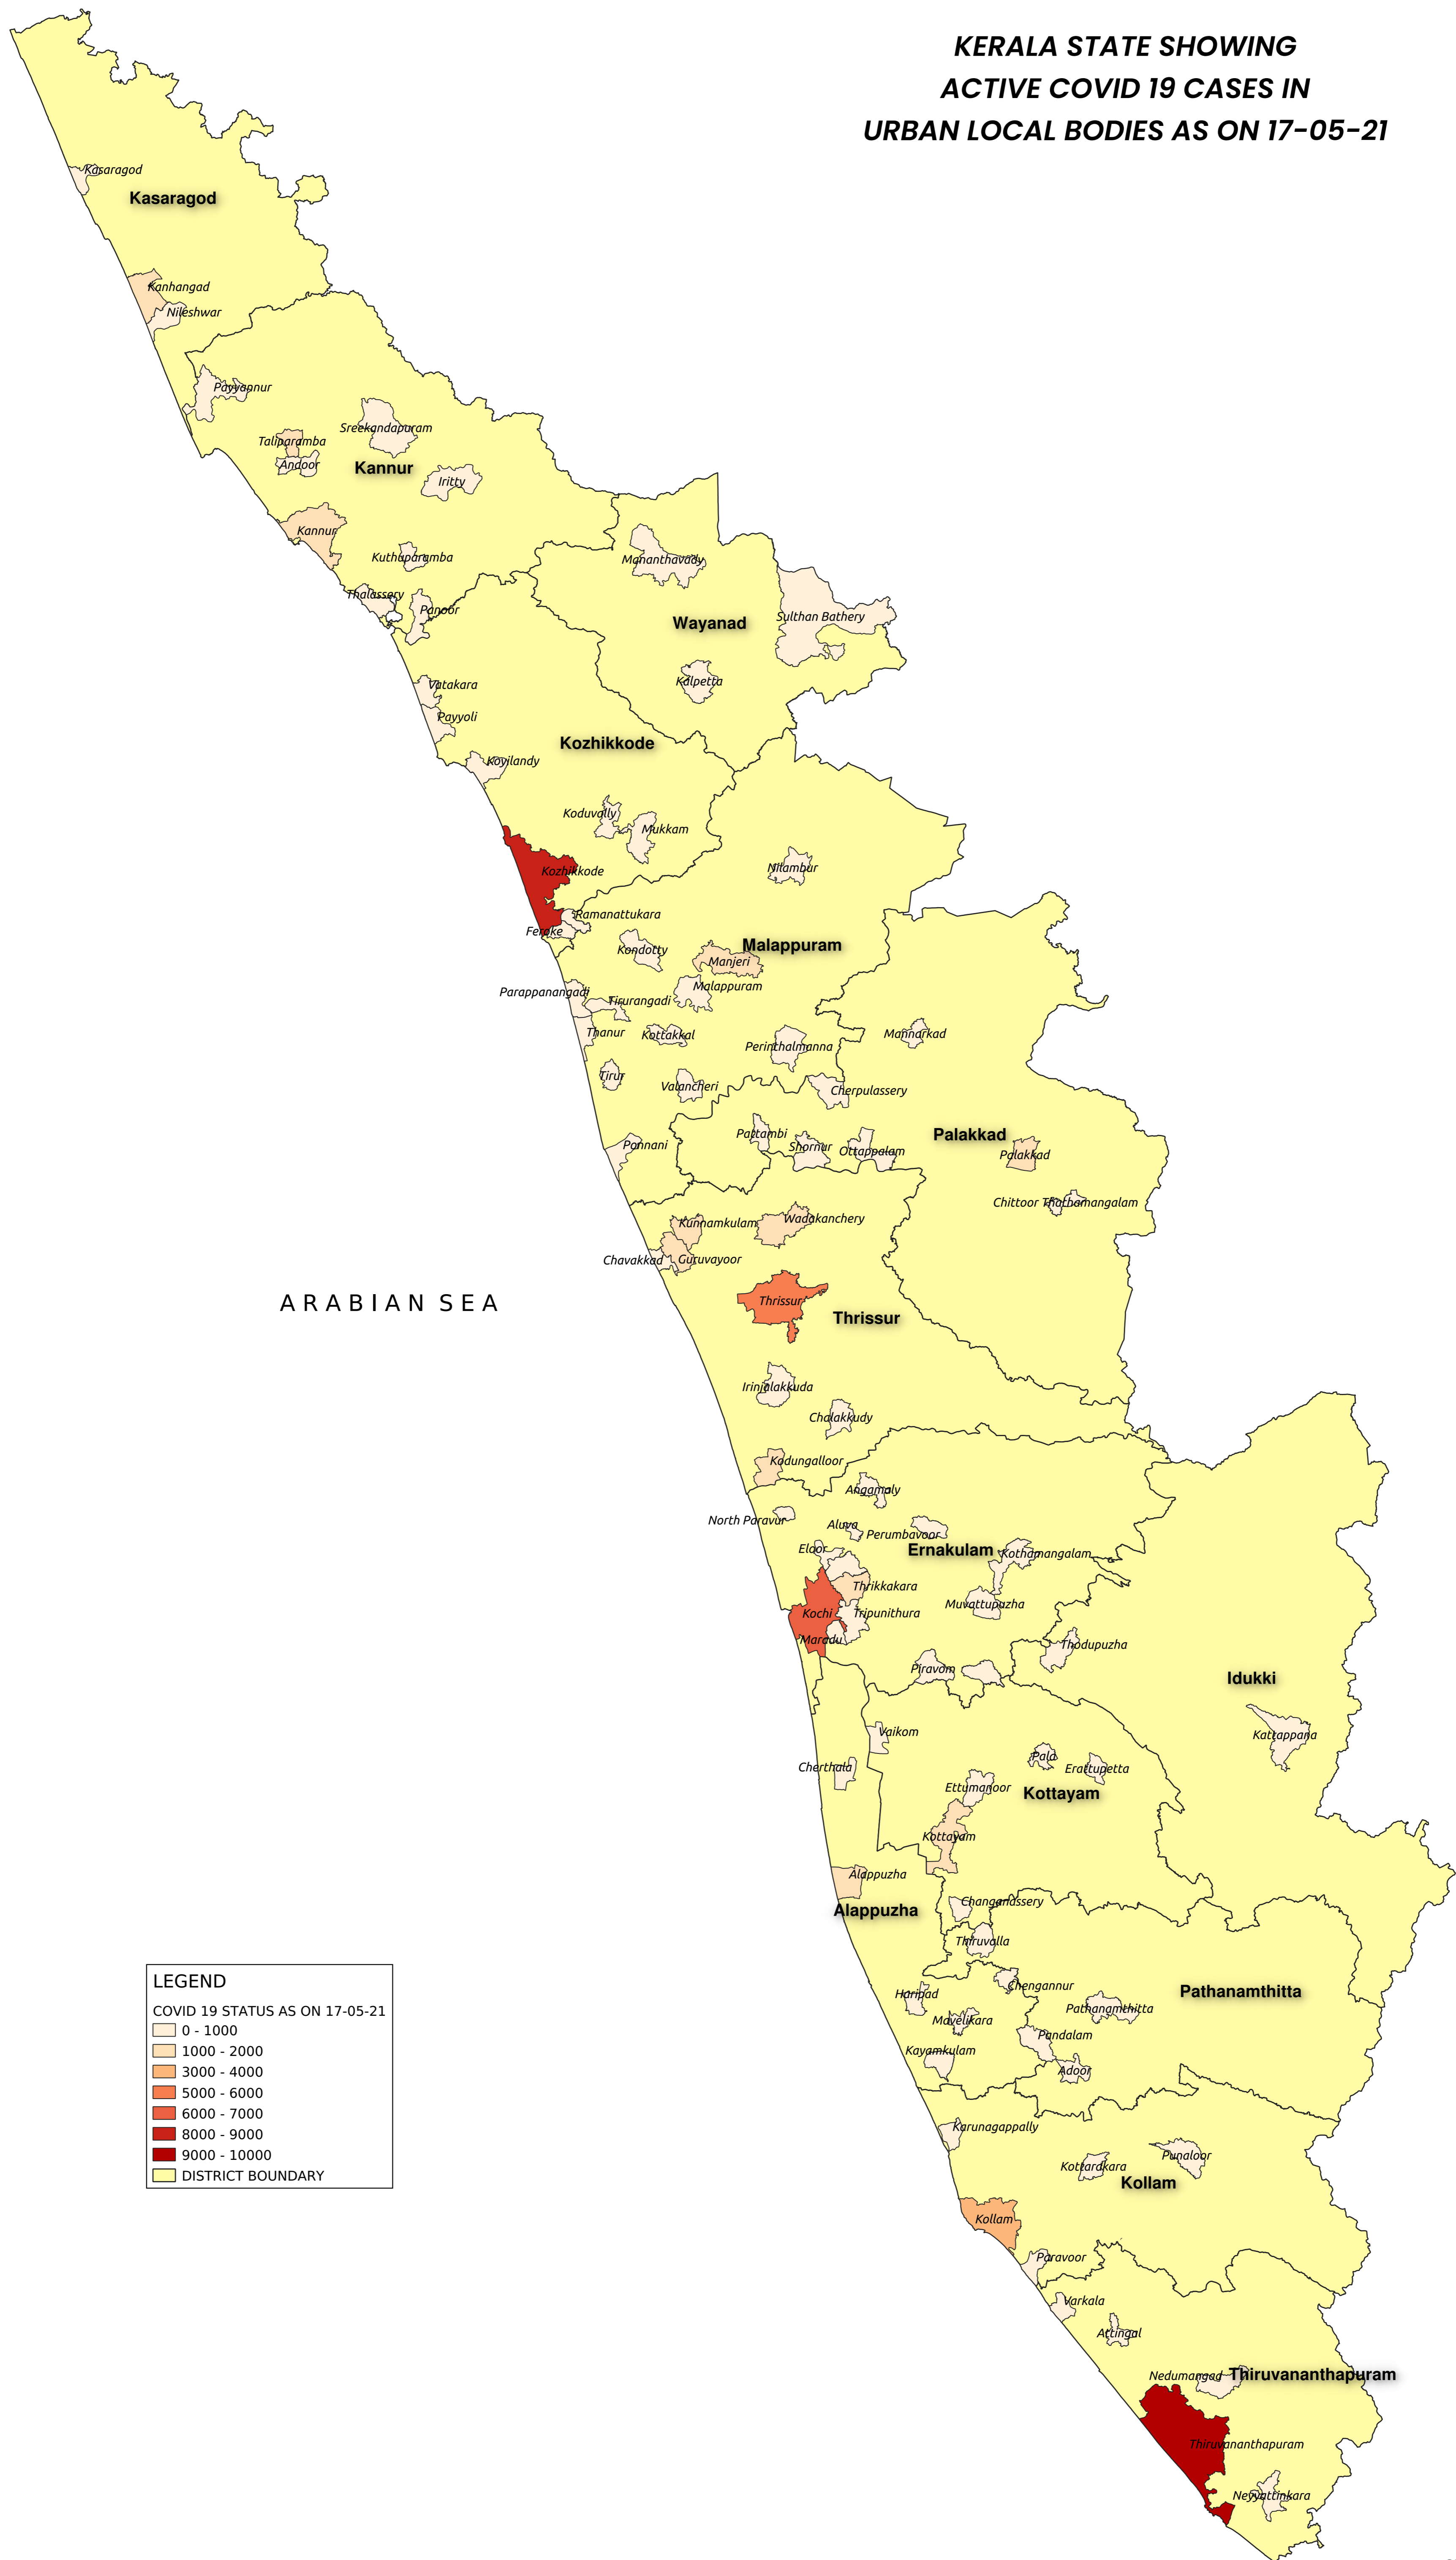 KERALA STATE SHOWING
ACTIVE COVID 19 CASES IN
URBAN LOCAL BODIES AS ON 17-05-21
Kasaragod
Kasaragod
Kanhangad
Nileshwar
Payyannur
Sreekandapuram
Taliparamba
Andoor
Kannur
Iritty
Kannur
Kuthuparamba
Mananthavady
Thalassery
Panoor
Sulthan Bathery
Wayanad
Kalpetta
Vatakara
Payyoli
Kozhikkode
Koyilandy
Koduvally
Mukkam
Kozhikkode
Nilambur
Ramanattukara
Feroke
Malappuram
Kondotty
Manjeri
Malappuram
Parappanangadi
Tirurangadi
Thanur
Kottakkal
Mannarkad
Perinthalmanna
Tirur
Valancheri
Cherpulassery
Pattambi
Palakkad
Ponnani
Shornur
Ottappalam
Palakkad
Chittoor Thathamangalam
Kunnamkulam
Wadakanchery
Chavakkad
Guruvayoor
ARABIAN SEA
Thrissur
Thrissur
Irinjalakkuda
Chalakkudy
Kodungalloor
Angamaly
North Paravur
Aluva
Perumbavoor
Eloor
Ernakulam
Kothamangalam
Thrikkakara
Muvattupuzha
Kochi
Tripunithura
Maradu
Thodupuzha
Piravom
Idukki
Vaikom
Kattappana
Cherthala
Pala
Erattupetta
Ettumanoor
Kottayam
Kottayam
Alappuzha
Changanassery
Alappuzha
Thiruvalla
Chengannur
Haripad
Pathanamthitta
Pathanamthitta
Mavelikara
Pandalam
Kayamkulam
Adoor
LEGEND
COVID 19 STATUS AS ON 17-05-21
0 - 1000
1000 - 2000
3000 - 4000
5000 - 6000
6000 - 7000
8000 - 9000
9000 - 10000
DISTRICT BOUNDARY
Karunagappally
Punaloor
Kottarakara
Kollam
Kollam
Paravoor
Varkala
Attingal
Nedumangad
Thiruvananthapuram
Thiruvananthapuram
Neyyattinkara